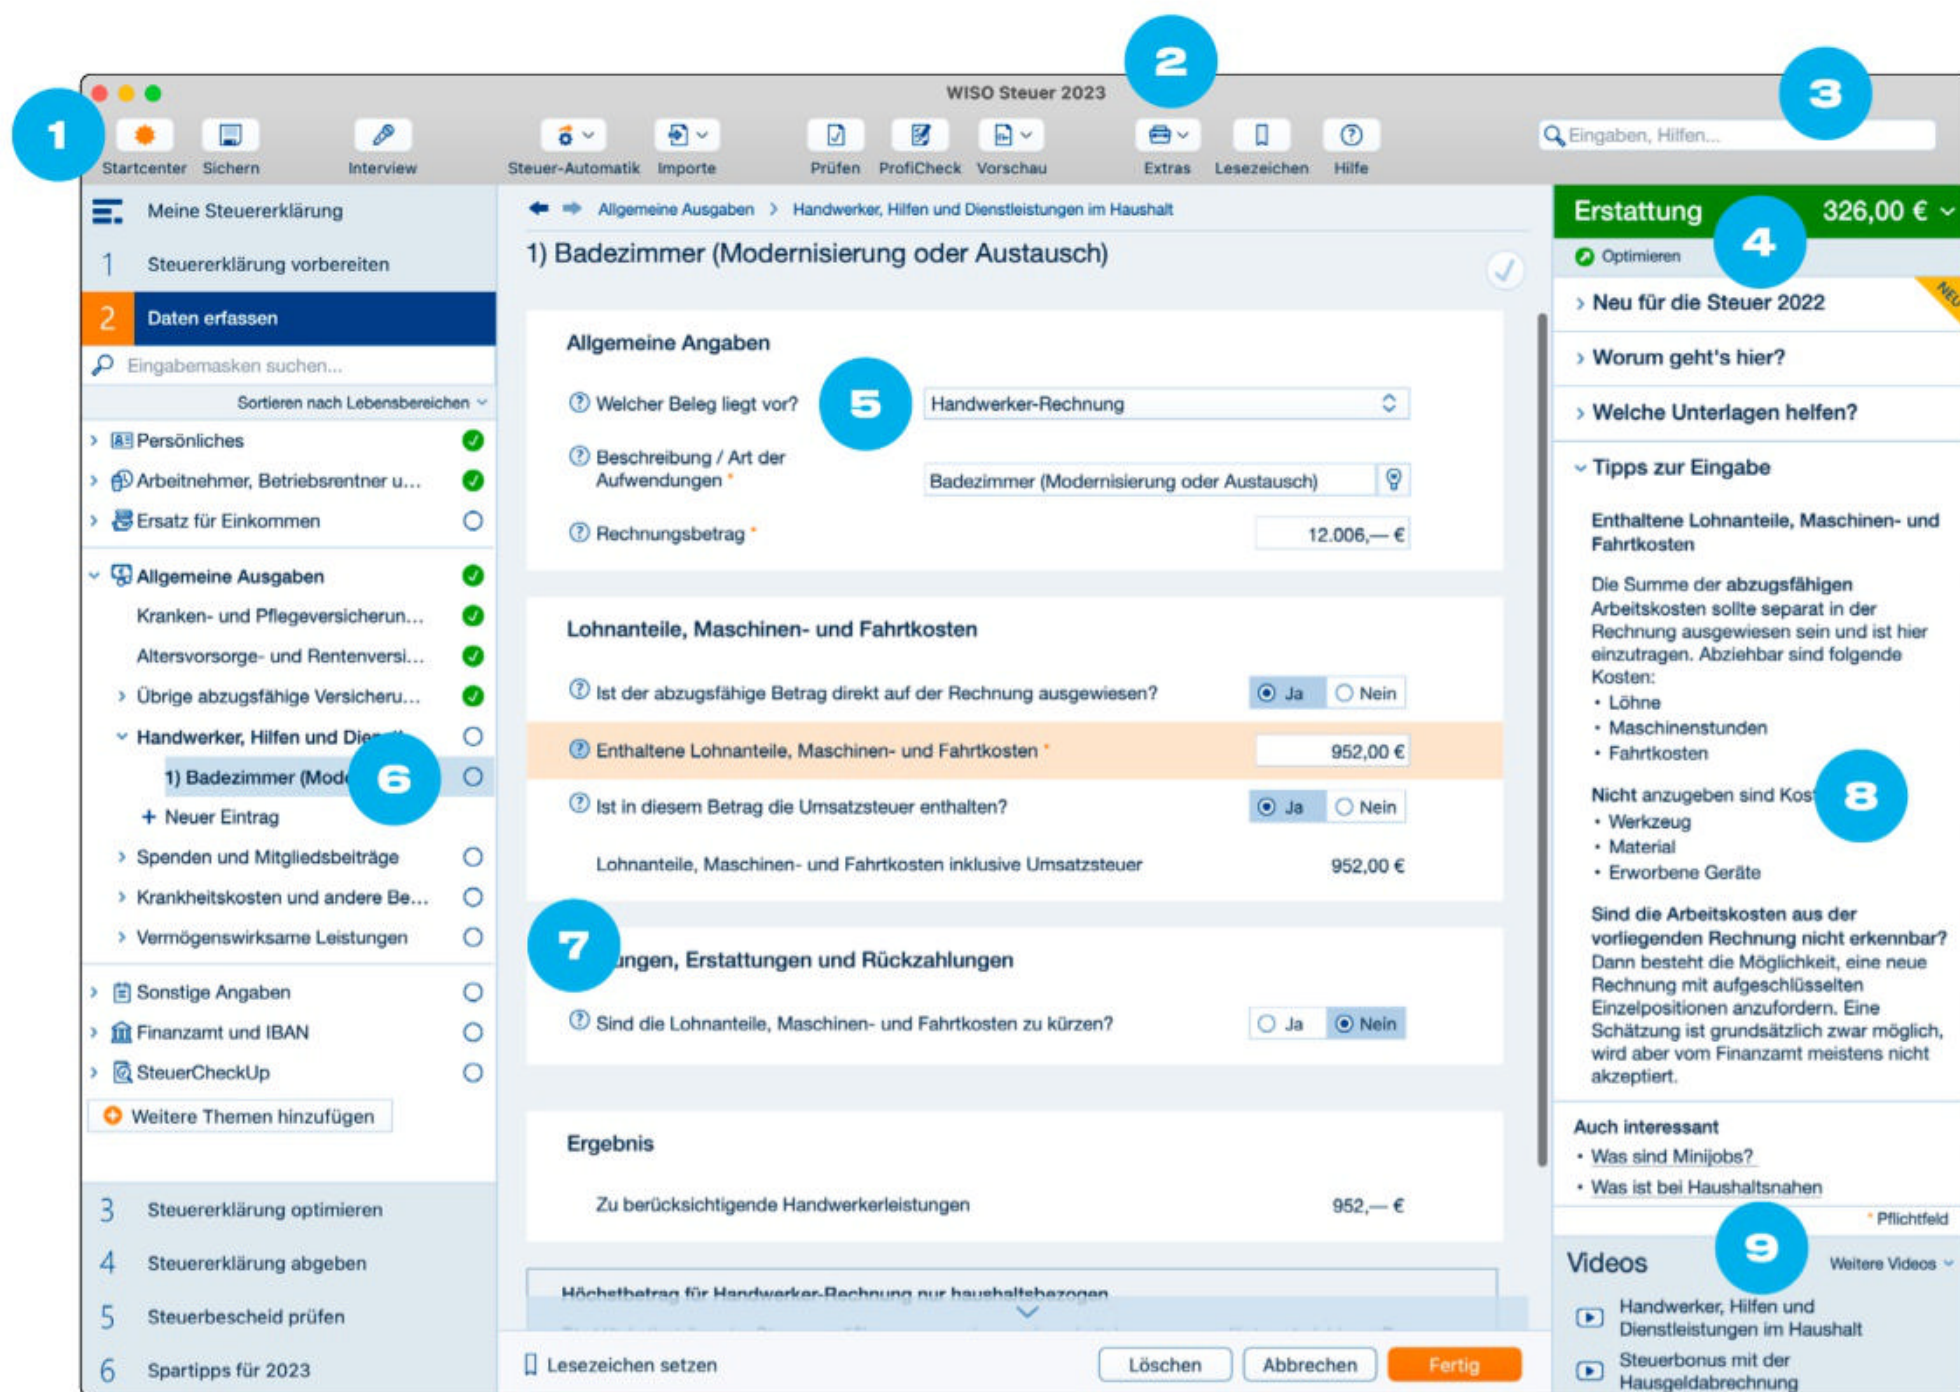 WISO Steuer 2023
1
2
3
Startcenter
Sichern
Interview
Steuer-Automatik
Importe
Prüfen
ProfiCheck
Vorschau
Extras
Lesezeichen
Hilfe
Eingaben, Hilfen...
Meine Steuererklärung
1 Steuererklärung vorbereiten
2 Daten erfassen
Eingabemasken suchen...
Sortieren nach Lebensbereichen
Persönliches
Arbeitnehmer, Betriebsrentner u...
Ersatz für Einkommen
Allgemeine Ausgaben
Kranken- und Pflegeversicherun...
Altersvorsorge- und Rentenversi...
Übrige abzugsfähige Versicheru...
Handwerker, Hilfen und
1) Badezimmer
6
+ Neuer Eintrag
Spenden und Mitgliedsbeiträge
Krankheitskosten und andere Be...
Vermögenswirksame Leistungen
Sonstige Angaben
Finanzamt und IBAN
SteuerCheckUp
Weitere Themen hinzufügen
3 Steuererklärung optimieren
4 Steuererklärung abgeben
5 Steuerbescheid prüfen
6 Spartipps für 2023
Allgemeine Ausgaben > Handwerker, Hilfen und Dienstleistungen im Haushalt
1) Badezimmer (Modernisierung oder Austausch)
Allgemeine Angaben
Welcher Beleg liegt vor?
5
Handwerker-Rechnung
Beschreibung / Art der
Aufwendungen *
Badezimmer (Modernisierung oder Austausch)
Rechnungsbetrag *
12.006,— €
Lohnanteile, Maschinen- und Fahrtkosten
Ist der abzugsfähige Betrag direkt auf der Rechnung ausgewiesen? Ja Nein
Enthaltene Lohnanteile, Maschinen- und Fahrtkosten * 952,00 €
Ist in diesem Betrag die Umsatzsteuer enthalten? Ja Nein
Lohnanteile, Maschinen- und Fahrtkosten inklusive Umsatzsteuer 952,00 €
7
Erstattungen und Rückzahlungen
Sind die Lohnanteile, Maschinen- und Fahrtkosten zu kürzen? Ja Nein
Ergebnis
Zu berücksichtigende Handwerkerleistungen 952,— €
Höchstbetrag für Handwerker-Rechnung nur haushaltsbezogen
Lesezeichen setzen
Löschen
Abbrechen
Fertig
Erstattung 326,00 €
4
Optimieren
NEU
Neu für die Steuer 2022
Worum geht's hier?
Welche Unterlagen helfen?
Tipps zur Eingabe
Enthaltene Lohnanteile, Maschinen- und
Fahrtkosten
Die Summe der abzugsfähigen
Arbeitskosten sollte separat in der
Rechnung ausgewiesen sein und ist hier
einzutragen. Abziehbar sind folgende
Kosten:
• Löhne
• Maschinenstunden
• Fahrtkosten
Nicht anzugeben sind
8
• Werkzeug
• Material
• Erworbene Geräte
Sind die Arbeitskosten aus der
vorliegenden Rechnung nicht erkennbar?
Dann besteht die Möglichkeit, eine neue
Rechnung mit aufgeschlüsselten
Einzelpositionen anzufordern. Eine
Schätzung ist grundsätzlich zwar möglich,
wird aber vom Finanzamt meistens nicht
akzeptiert.
Auch interessant
• Was sind Minijobs?
• Was ist bei Haushaltsnahen
* Pflichtfeld
9
Videos
Weitere Videos
Handwerker, Hilfen und
Dienstleistungen im Haushalt
Steuerbonus mit der
Hausgeldabrechnung